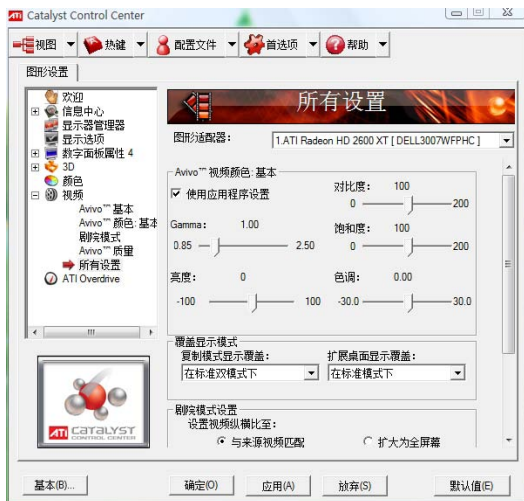 ATI Catalyst Control Center
视图 热键 配置文件 首选项 帮助
图形设置
欢迎
信息中心
显示器管理器
显示选项
数字面板属性 4
3D
颜色
视频
Avivo™ 基本
Avivo™ 颜色: 基本
剧院模式
Avivo™ 质量
所有设置
ATI Overdrive
ATI CATALYST
CONTROL CENTER
所有设置
图形适配器:
1.ATI Radeon HD 2600 XT [ DELL3007WFPHC ]
Avivo™ 视频颜色:基本
使用应用程序设置
对比度: 100
0 200
Gamma: 1.00
0.85 2.50
饱和度: 100
0 200
亮度: 0
-100 100
色调: 0.00
-30.0 30.0
覆盖显示模式
复制模式显示覆盖:
在标准双模式下
扩展桌面显示覆盖:
在标准模式下
剧院模式设置
设置视频纵横比至:
与来源视频匹配 扩大为全屏幕
基本(B)... 确定(O) 应用(A) 放弃(S) 默认值(E)